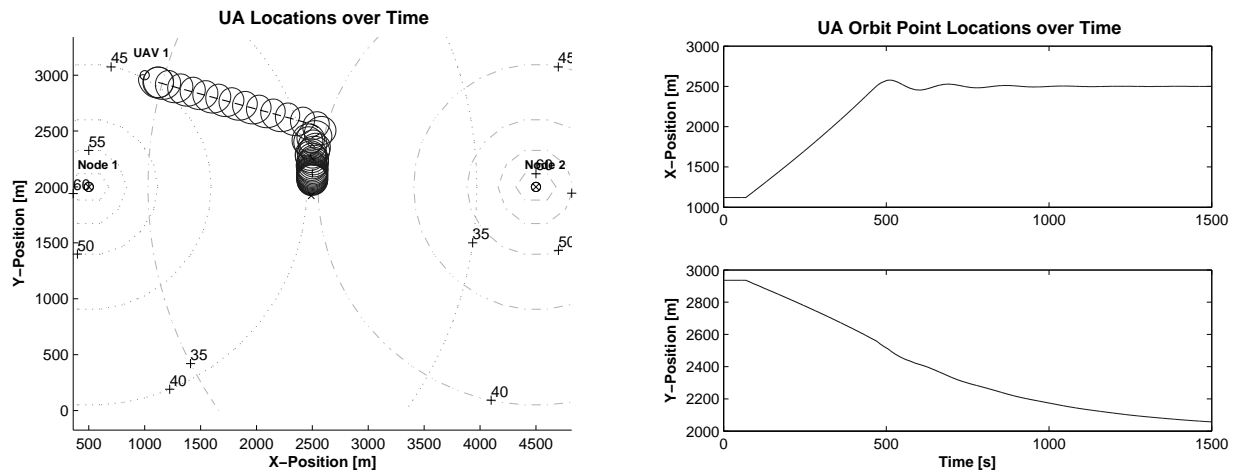 UA Locations over Time
45
UAV 1
55
Node 1
60
50
35
40
60
Node 2
35
50
40
3000
2500
2000
1500
1000
500
0
Y−Position [m]
500 1000 1500 2000 2500 3000 3500 4000 4500
X−Position [m]
UA Orbit Point Locations over Time
3000
2500
2000
1500
1000
X−Position [m]
0 500 1000 1500
3000
2800
2600
2400
2200
2000
Y−Position [m]
0 500 1000 1500
Time [s]